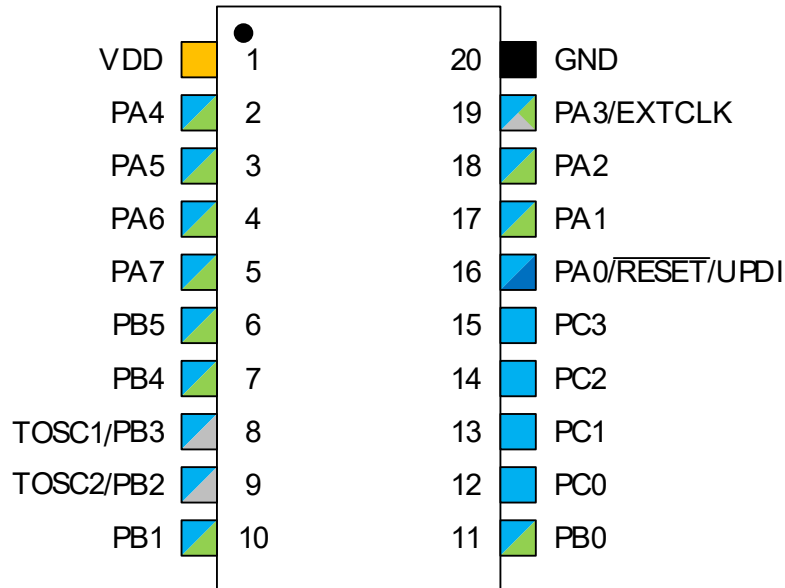 VDD 1 20 GND
PA4 2 19 PA3/EXTCLK
PA5 3 18 PA2
PA6 4 17 PA1
PA7 5 16 PA0/RESET/UPDI
PB5 6 15 PC3
PB4 7 14 PC2
TOSC1/PB3 8 13 PC1
TOSC2/PB2 9 12 PC0
PB1 10 11 PB0